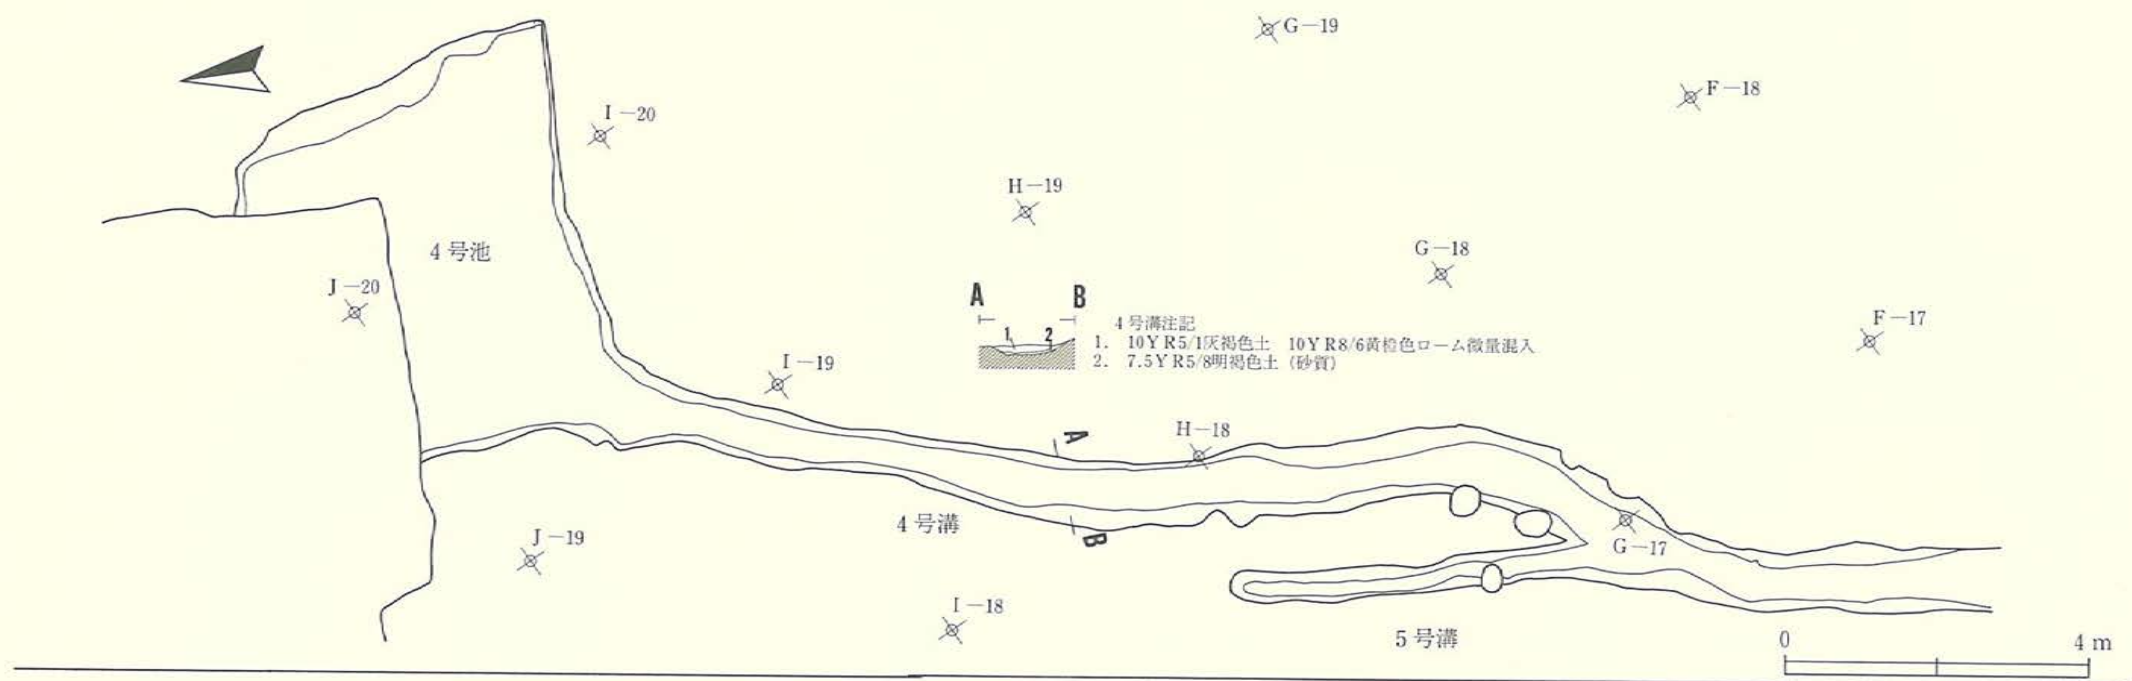 G—19
F—18
I—20
H—19
4号池
G—18
J—20
A B
1 2
4号溝注記
1. 10YR5/1灰褐色土 10YR8/6黄橙色ローム微量混入
2. 7.5YR5/8明褐色土(砂質)
F—17
I—19
A
H—18
4号溝
B
J—19
G—17
I—18
5号溝
0 4m